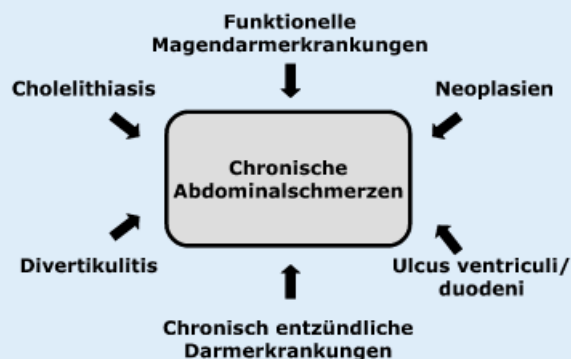 Funktionelle
Magendarmerkrankungen
Cholelithiasis
Neoplasien
Chronische
Abdominalschmerzen
Divertikulitis
Ulcus ventriculi/
duodeni
Chronisch entzündliche
Darmerkrankungen